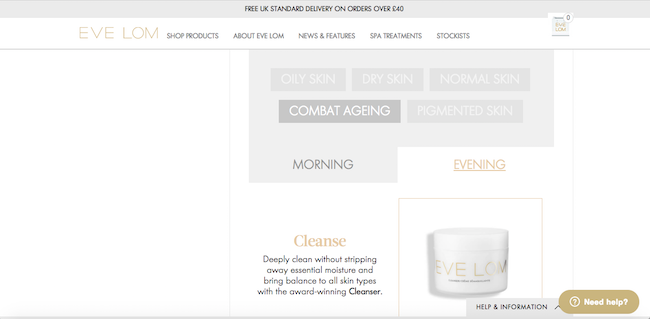 FREE UK STANDARD DELIVERY ON ORDERS OVER £40
0
EVE LOM
EVE LOM SHOP PRODUCTS ABOUT EVE LOM NEWS & FEATURES SPA TREATMENTS STOCKISTS
OILY SKIN DRY SKIN NORMAL SKIN
COMBAT AGEING PIGMENTED SKIN
MORNING EVENING
Cleanse
Deeply clean without stripping
away essential moisture and
bring balance to all skin types
with the award-winning Cleanser.
EVE LOM
HELP & INFORMATION
Need help?